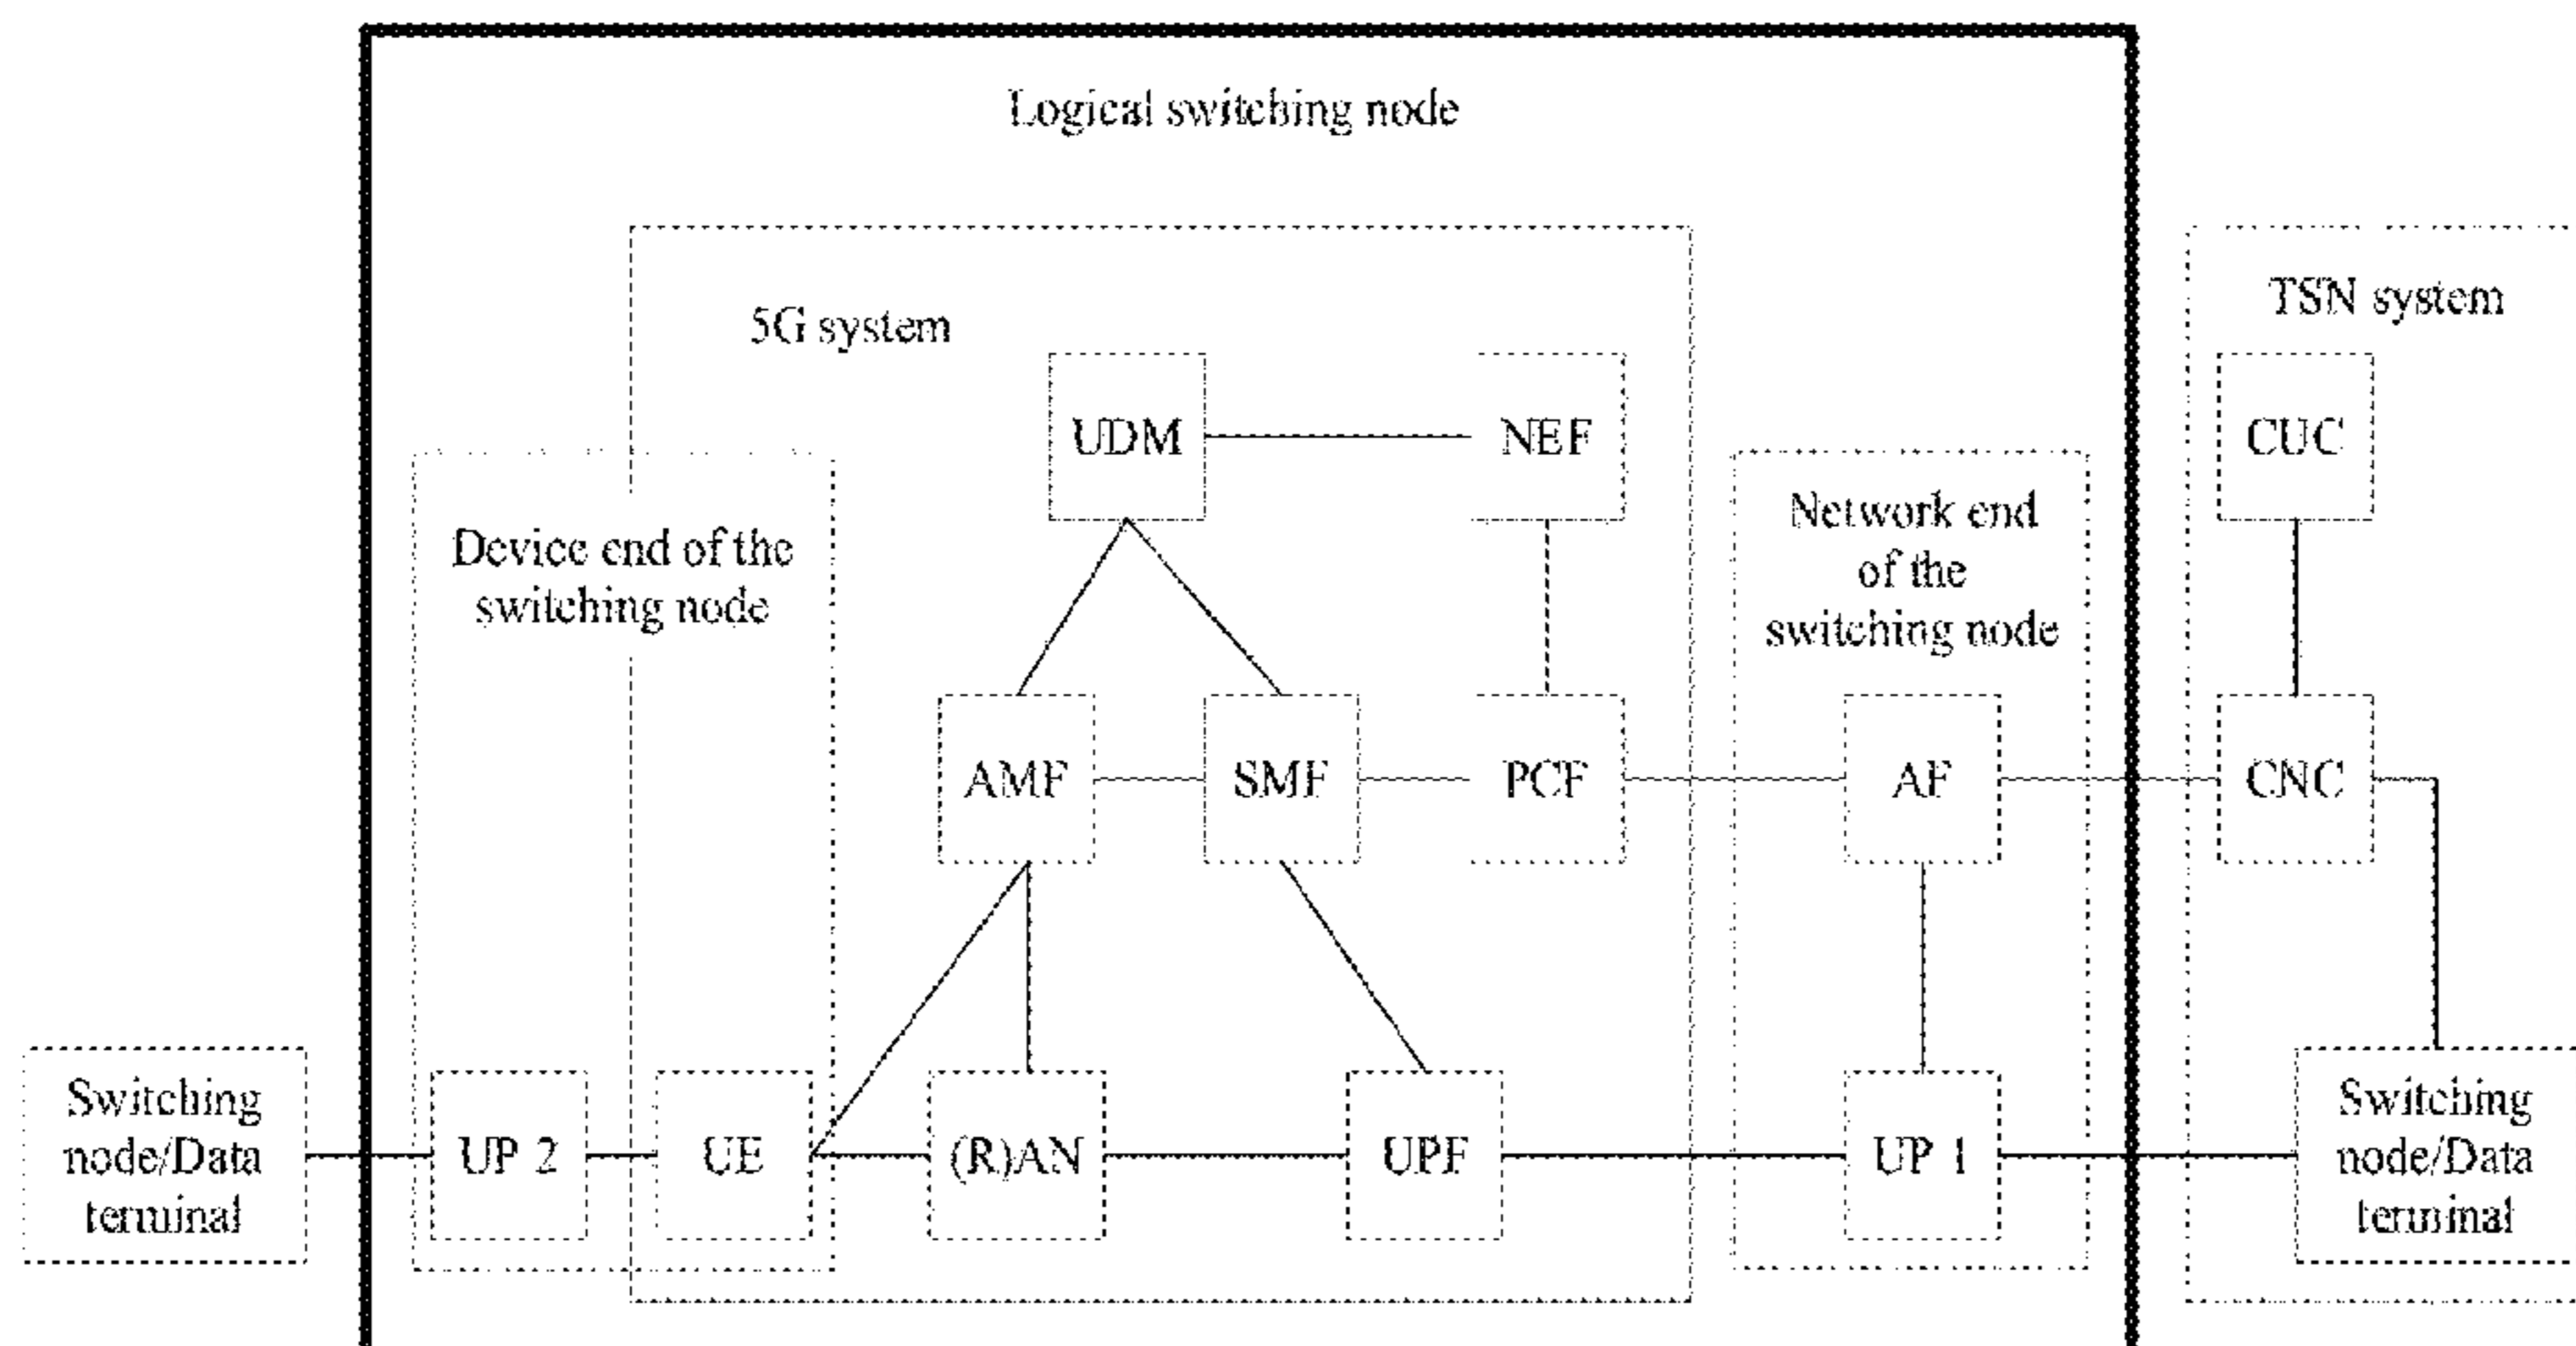 Logical switching node
5G system
TSN system
UDM
NEF
CUC
Device end of the
switching node
Network end
of the
switching node
AMF
SMF
PCF
AF
CNC
Switching
node/Data
terminal
UP 2
UE
(R)AN
UPF
UP 1
Switching
node/Data
terminal